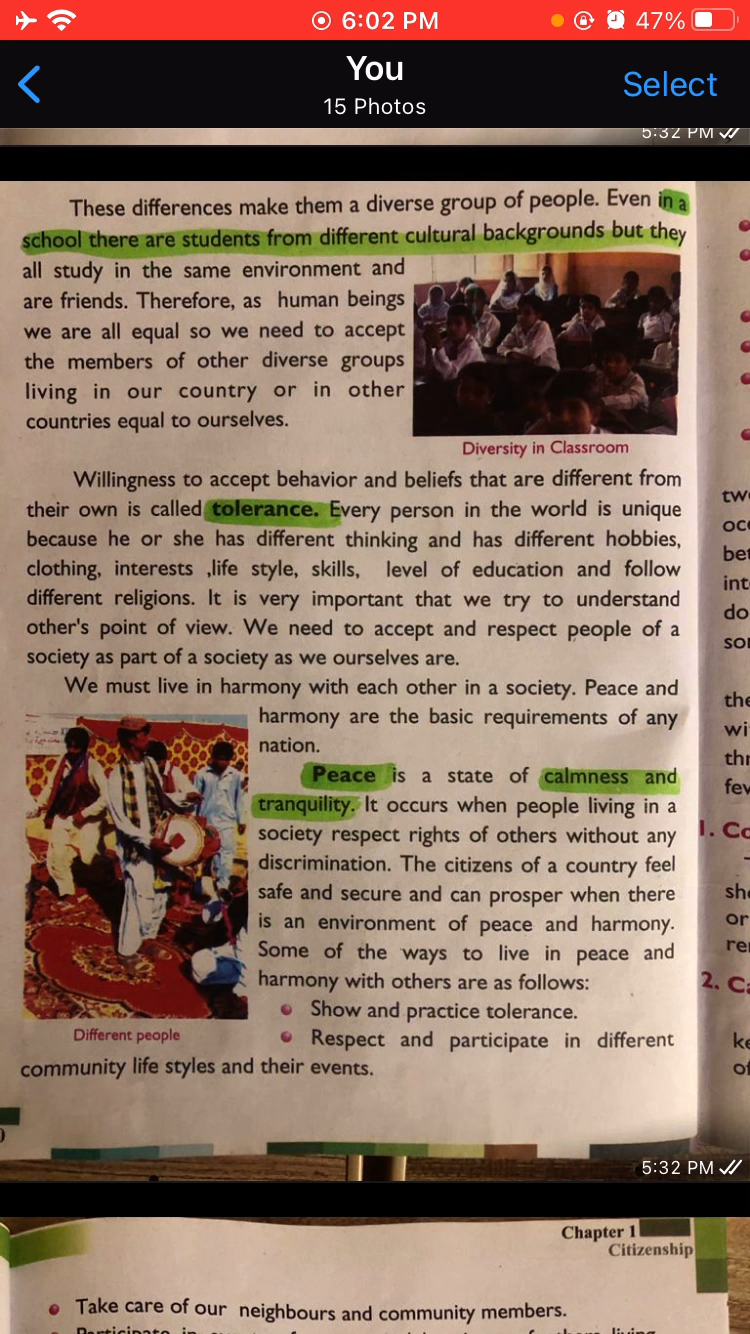 6:02 PM
47%
You
Select
15 Photos
5:32 PM
These differences make them a diverse group of people. Even in a
school there are students from different cultural backgrounds but they
all study in the same environment and
are friends. Therefore, as human beings
we are all equal so we need to accept
the members of other diverse groups
living in our country or in other
countries equal to ourselves.
Diversity in Classroom
Willingness to accept behavior and beliefs that are different from
their own is called tolerance. Every person in the world is unique
because he or she has different thinking and has different hobbies,
clothing, interests ,life style, skills, level of education and follow
different religions. It is very important that we try to understand
other's point of view. We need to accept and respect people of a
society as part of a society as we ourselves are.
We must live in harmony with each other in a society. Peace and
harmony are the basic requirements of any
nation.
Peace is a state of calmness and
tranquility. It occurs when people living in a
society respect rights of others without any
discrimination. The citizens of a country feel
safe and secure and can prosper when there
is an environment of peace and harmony.
Some of the ways to live in peace and
harmony with others are as follows:
• Show and practice tolerance.
Different people
• Respect and participate in different
community life styles and their events.
1. Co
2. Ca
5:32 PM
Chapter 1
Citizenship
• Take care of our neighbours and community members.